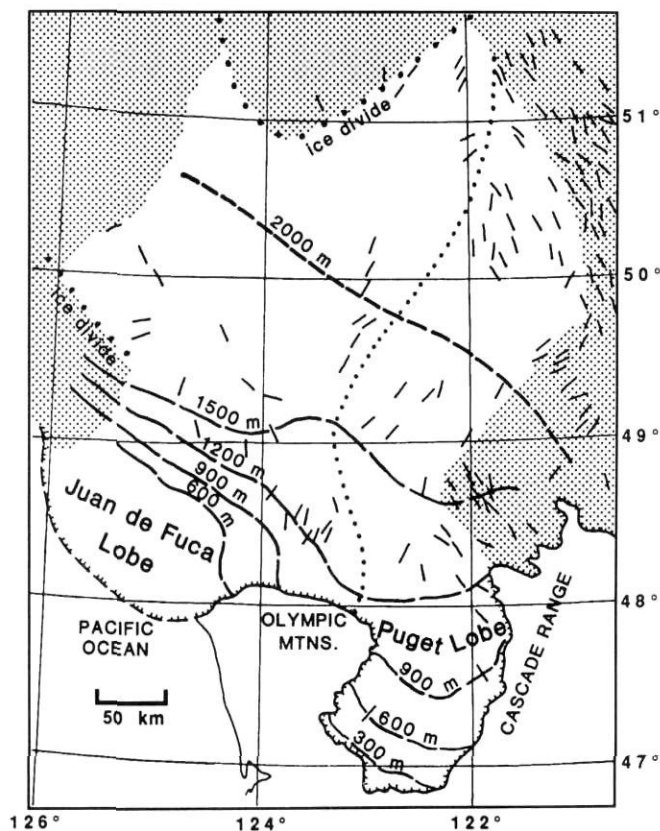 ice divide
51°
2000 m
50°
ice divide
1500 m
49°
1200 m
900 m
600 m
Juan de Fuca
Lobe
48°
PACIFIC
OCEAN
OLYMPIC
MTNS.
Puget Lobe
CASCADE RANGE
900 m
50 km
600 m
300 m
47°
126°
124°
122°